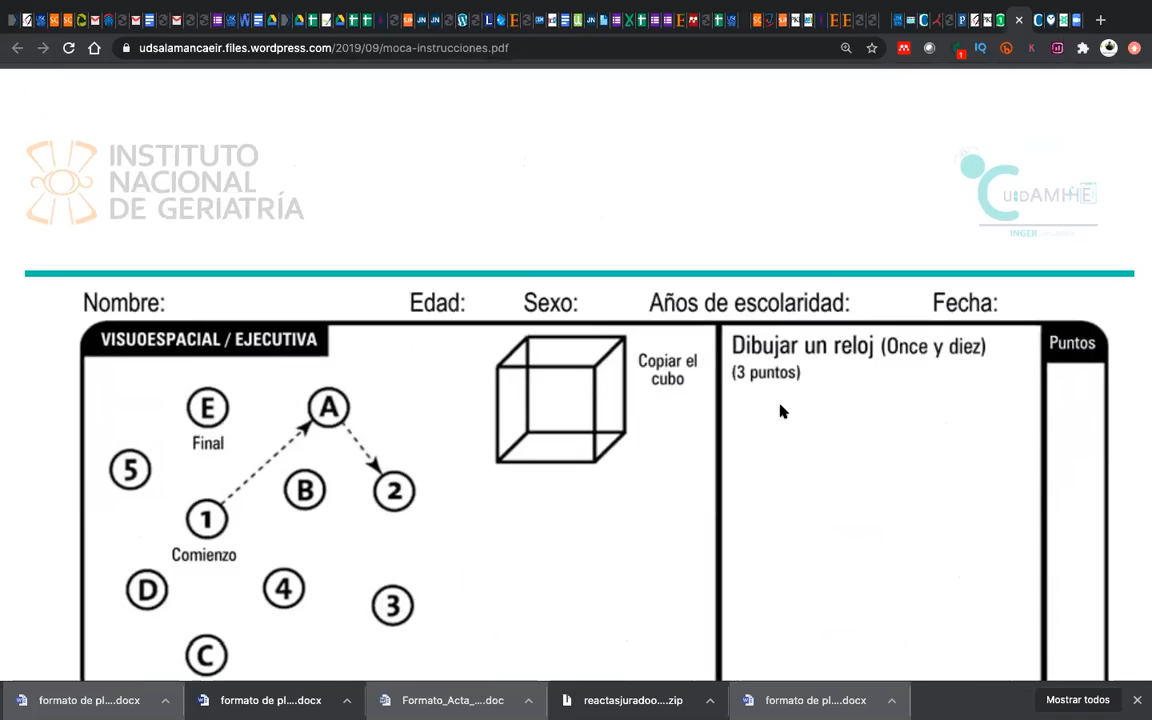 udsalamancaeir.files.wordpress.com/2019/09/moca-instrucciones.pdf
INSTITUTO
NACIONAL
DE GERIATRÍA
INGER
Nombre: Edad: Sexo: Años de escolaridad: Fecha:
VISUOESPACIAL / EJECUTIVA
Copiar el
cubo
Dibujar un reloj (Once y diez)
(3 puntos)
Puntos
E
Final
A
5
B
2
1
Comienzo
D
4
3
C
formato de pl....docx
formato de pl....docx
Formato_Acta_....doc
reactasjuradoo....zip
formato de pl....docx
Mostrar todos